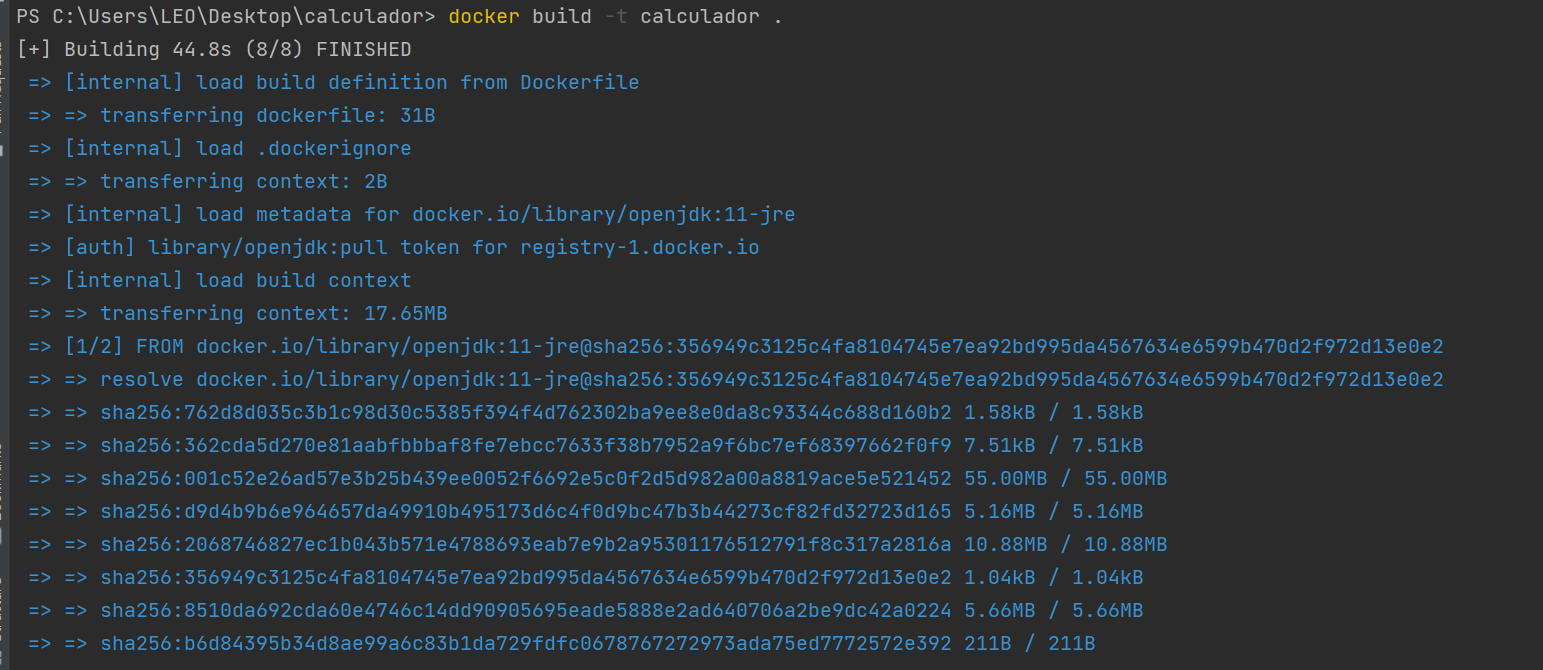 PS C:\Users\LEO\Desktop\calculador> docker build -t calculador .
[+] Building 44.8s (8/8) FINISHED
=> [internal] load build definition from Dockerfile
=> => transferring dockerfile: 31B
=> [internal] load .dockerignore
=> => transferring context: 2B
=> [internal] load metadata for docker.io/library/openjdk:11-jre
=> [auth] library/openjdk:pull token for registry-1.docker.io
=> [internal] load build context
=> => transferring context: 17.65MB
=> [1/2] FROM docker.io/library/openjdk:11-jre@sha256:356949c3125c4fa8104745e7ea92bd995da4567634e6599b470d2f972d13e0e2
=> => resolve docker.io/library/openjdk:11-jre@sha256:356949c3125c4fa8104745e7ea92bd995da4567634e6599b470d2f972d13e0e2
=> => sha256:762d8d035c3b1c98d30c5385f394f4d762302ba9ee8e0da8c93344c688d160b2 1.58kB / 1.58kB
=> => sha256:362cda5d270e81aabfbbbaf8fe7ebcc7633f38b7952a9f6bc7ef68397662f0f9 7.51kB / 7.51kB
=> => sha256:001c52e26ad57e3b25b439ee0052f6692e5c0f2d5d982a00a8819ace5e521452 55.00MB / 55.00MB
=> => sha256:d9d4b9b6e964657da49910b495173d6c4f0d9bc47b3b44273cf82fd32723d165 5.16MB / 5.16MB
=> => sha256:2068746827ec1b043b571e4788693eab7e9b2a95301176512791f8c317a2816a 10.88MB / 10.88MB
=> => sha256:356949c3125c4fa8104745e7ea92bd995da4567634e6599b470d2f972d13e0e2 1.04kB / 1.04kB
=> => sha256:8510da692cda60e4746c14dd90905695eade5888e2ad640706a2be9dc42a0224 5.66MB / 5.66MB
=> => sha256:b6d84395b34d8ae99a6c83b1da729fdfc0678767272973ada75ed7772572e392 211B / 211B